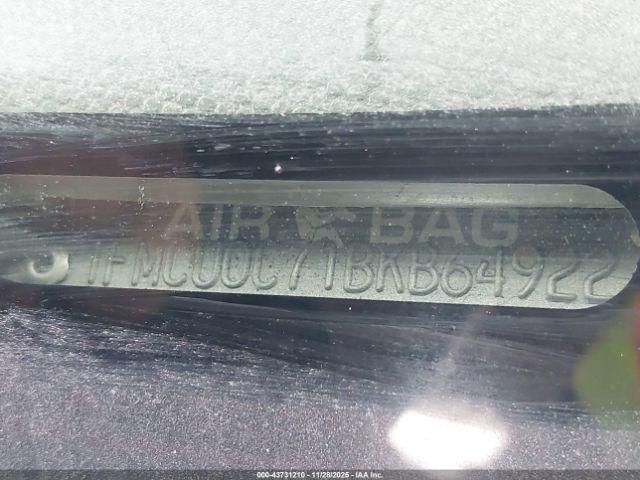 AIR BAG
1FMCU0C71BKB64922
000-43731210 - 11/28/2025 - IAA Inc.